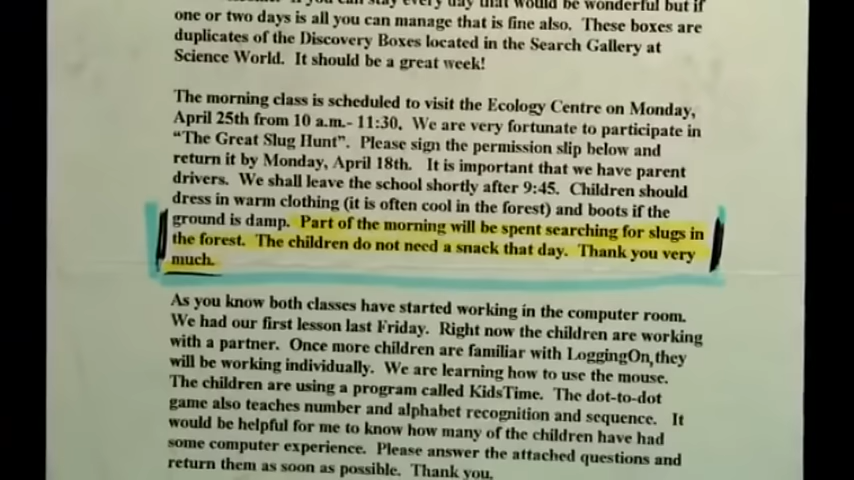 if you can stay every day that would be wonderful but if
one or two days is all you can manage that is fine also. These boxes are
duplicates of the Discovery Boxes located in the Search Gallery at
Science World. It should be a great week!
The morning class is scheduled to visit the Ecology Centre on Monday,
April 25th from 10 a.m.- 11:30. We are very fortunate to participate in
“The Great Slug Hunt”. Please sign the permission slip below and
return it by Monday, April 18th. It is important that we have parent
drivers. We shall leave the school shortly after 9:45. Children should
dress in warm clothing (it is often cool in the forest) and boots if the
ground is damp. Part of the morning will be spent searching for slugs in
the forest. The children do not need a snack that day. Thank you very
much.
As you know both classes have started working in the computer room.
We had our first lesson last Friday. Right now the children are working
with a partner. Once more children are familiar with LoggingOn, they
will be working individually. We are learning how to use the mouse.
The children are using a program called KidsTime. The dot-to-dot
game also teaches number and alphabet recognition and sequence. It
would be helpful for me to know how many of the children have had
some computer experience. Please answer the attached questions and
return them as soon as possible. Thank you.